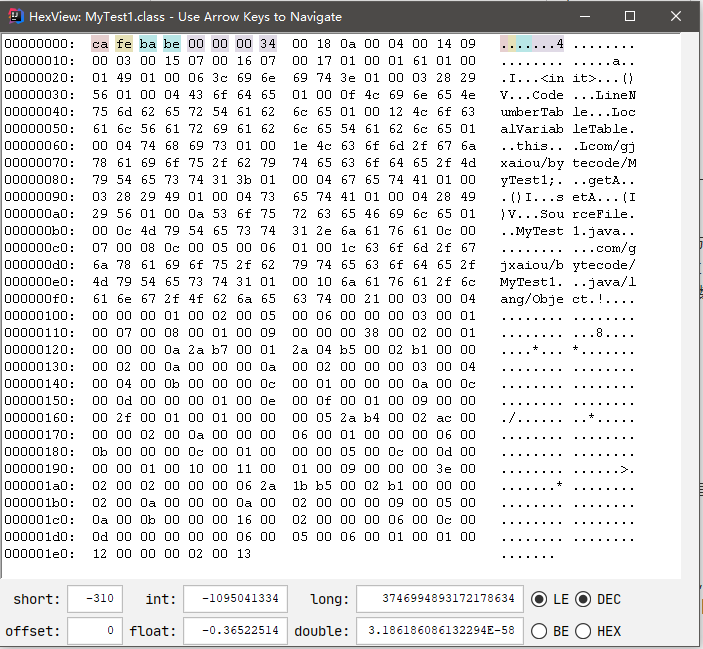 HexView: MyTest1.class - Use Arrow Keys to Navigate
00000000: ca fe ba be 00 00 00 34 00 18 0a 00 04 00 14 09 .......4........
00000010: 00 03 00 15 07 00 16 07 00 17 01 00 01 61 01 00 .............a..
00000020: 01 49 01 00 06 3c 69 6e 69 74 3e 01 00 03 28 29 .I...<init>...()
00000030: 56 01 00 04 43 6f 64 65 01 00 0f 4c 69 6e 65 4e V...Code...LineN
00000040: 75 6d 62 65 72 54 61 62 6c 65 01 00 12 4c 6f 63 umberTable...Loc
00000050: 61 6c 56 61 72 69 61 62 6c 65 54 61 62 6c 65 01 alVariableTable.
00000060: 00 04 74 68 69 73 01 00 1e 4c 63 6f 6d 2f 67 6a ..this...Lcom/gj
00000070: 78 61 69 6f 75 2f 62 79 74 65 63 6f 64 65 2f 4d xaiou/bytecode/M
00000080: 79 54 65 73 74 31 3b 01 00 04 67 65 74 41 01 00 yTest1;...getA..
00000090: 03 28 29 49 01 00 04 73 65 74 41 01 00 04 28 49 .()I...setA...(I
000000a0: 29 56 01 00 0a 53 6f 75 72 63 65 46 69 6c 65 01 )V...SourceFile.
000000b0: 00 0c 4d 79 54 65 73 74 31 2e 6a 61 76 61 0c 00 ..MyTest1.java..
000000c0: 07 00 08 0c 00 05 00 06 01 00 1c 63 6f 6d 2f 67 ...........com/g
000000d0: 6a 78 61 69 6f 75 2f 62 79 74 65 63 6f 64 65 2f jxaiou/bytecode/
000000e0: 4d 79 54 65 73 74 31 01 00 10 6a 61 76 61 2f 6c MyTest1...java/l
000000f0: 61 6e 67 2f 4f 62 6a 65 63 74 00 21 00 03 00 04 ang/Object.!....
00000100: 00 00 00 01 00 02 00 05 00 06 00 00 00 03 00 01 ................
00000110: 00 07 00 08 00 01 00 09 00 00 00 38 00 02 00 01 ...........8....
00000120: 00 00 00 0a 2a b7 00 01 2a 04 b5 00 02 b1 00 00 ....*...*.......
00000130: 00 02 00 0a 00 00 00 0a 00 02 00 00 00 03 00 04 ................
00000140: 00 04 00 0b 00 00 00 0c 00 01 00 00 00 0a 00 0c ................
00000150: 00 0d 00 00 00 01 00 0e 00 0f 00 01 00 09 00 00 ................
00000160: 00 2f 00 01 00 01 00 00 00 05 2a b4 00 02 ac 00 ./........*.....
00000170: 00 00 02 00 0a 00 00 00 06 00 01 00 00 00 06 00 ................
00000180: 0b 00 00 00 0c 00 01 00 00 00 05 00 0c 00 0d 00 ................
00000190: 00 00 01 00 10 00 11 00 01 00 09 00 00 00 3e 00 ..............>.
000001a0: 02 00 02 00 00 00 06 2a 1b b5 00 02 b1 00 00 00 .......*........
000001b0: 02 00 0a 00 00 00 0a 00 02 00 00 00 09 00 05 00 ................
000001c0: 0a 00 0b 00 00 00 16 00 02 00 00 00 06 00 0c 00 ................
000001d0: 0d 00 00 00 00 00 06 00 05 00 06 00 01 00 01 00 ................
000001e0: 12 00 00 00 02 00 13 .......
short: -310 int: -1095041334 long: 3746994893172178634 LE DEC
offset: 0 float: -0.36522514 double: 3.186186086132294E-58 BE HEX